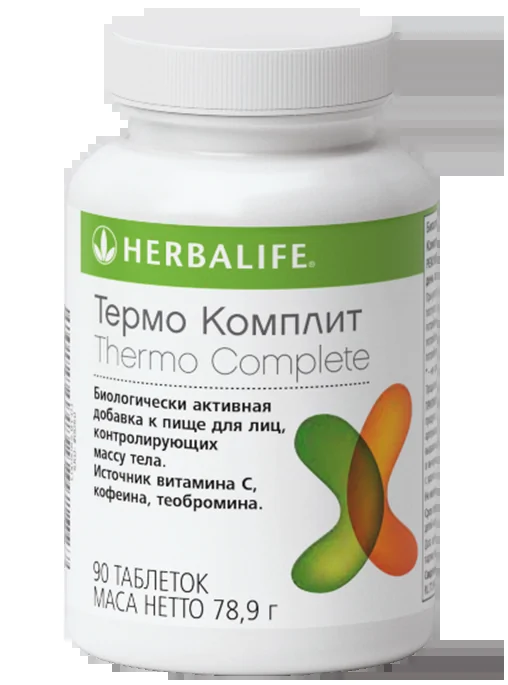 HERBALIFE®
Термо Комплит
Thermo Complete
Биологически активная
добавка к пище для лиц,
контролирующих
массу тела.
Источник витамина С,
кофеина, теобромина.
90 ТАБЛЕТОК
МАСА НЕТТО 78,9 г